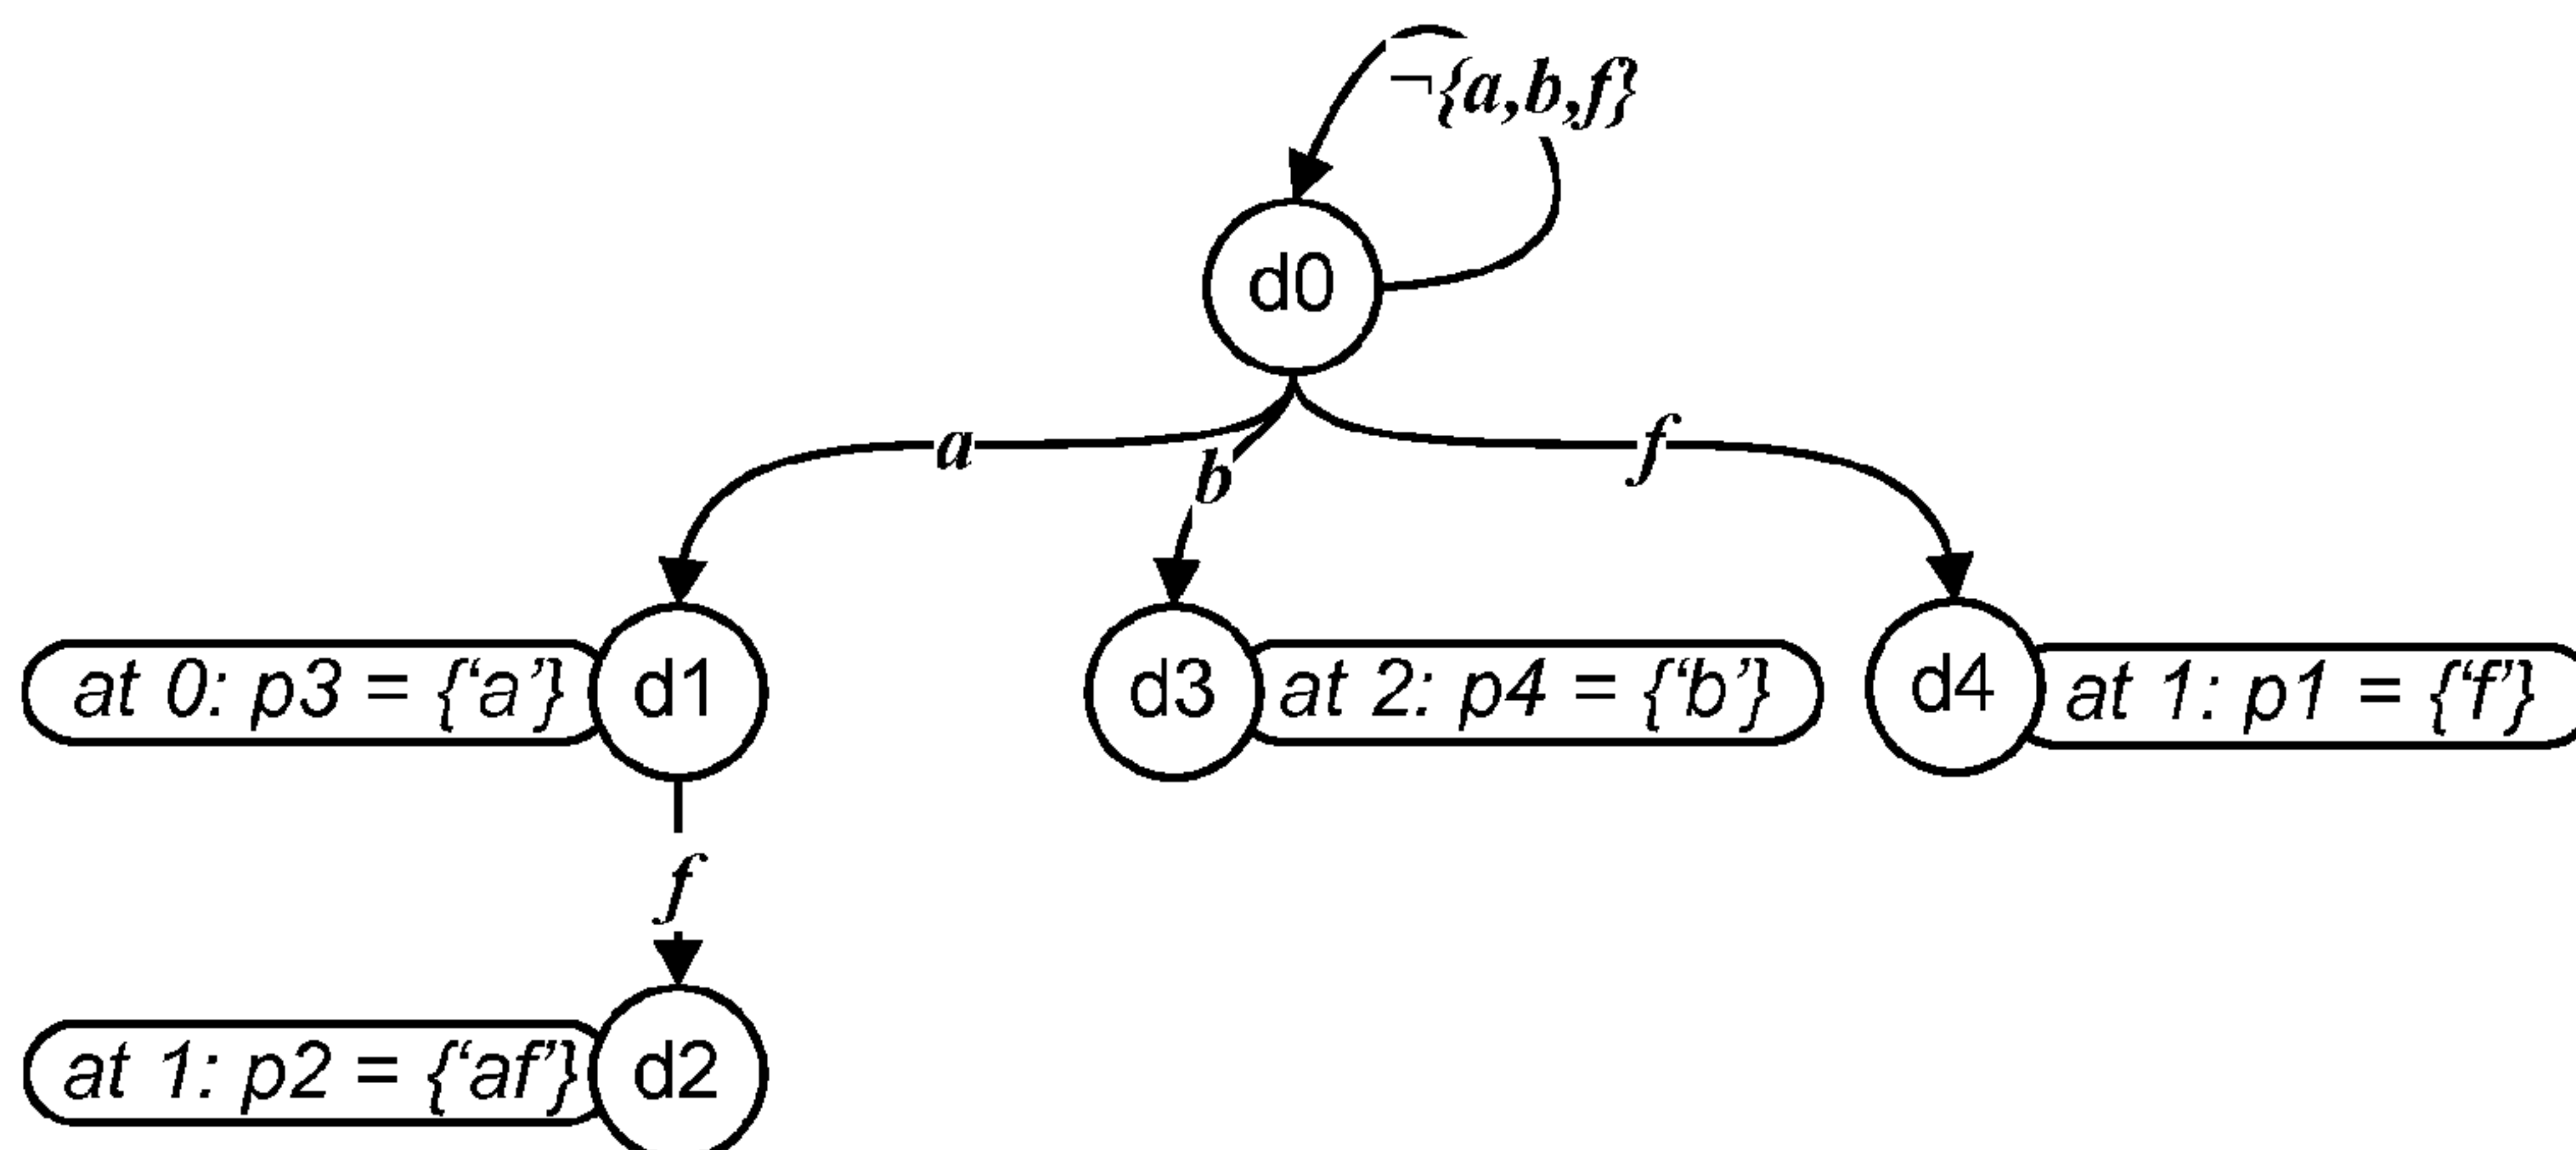 ¬{a,b,f}
d0
a
b
f
at 0: p3 = {‘a’}
d1
d3
at 2: p4 = {‘b’}
d4
at 1: p1 = {‘f’}
f
at 1: p2 = {‘af’}
d2